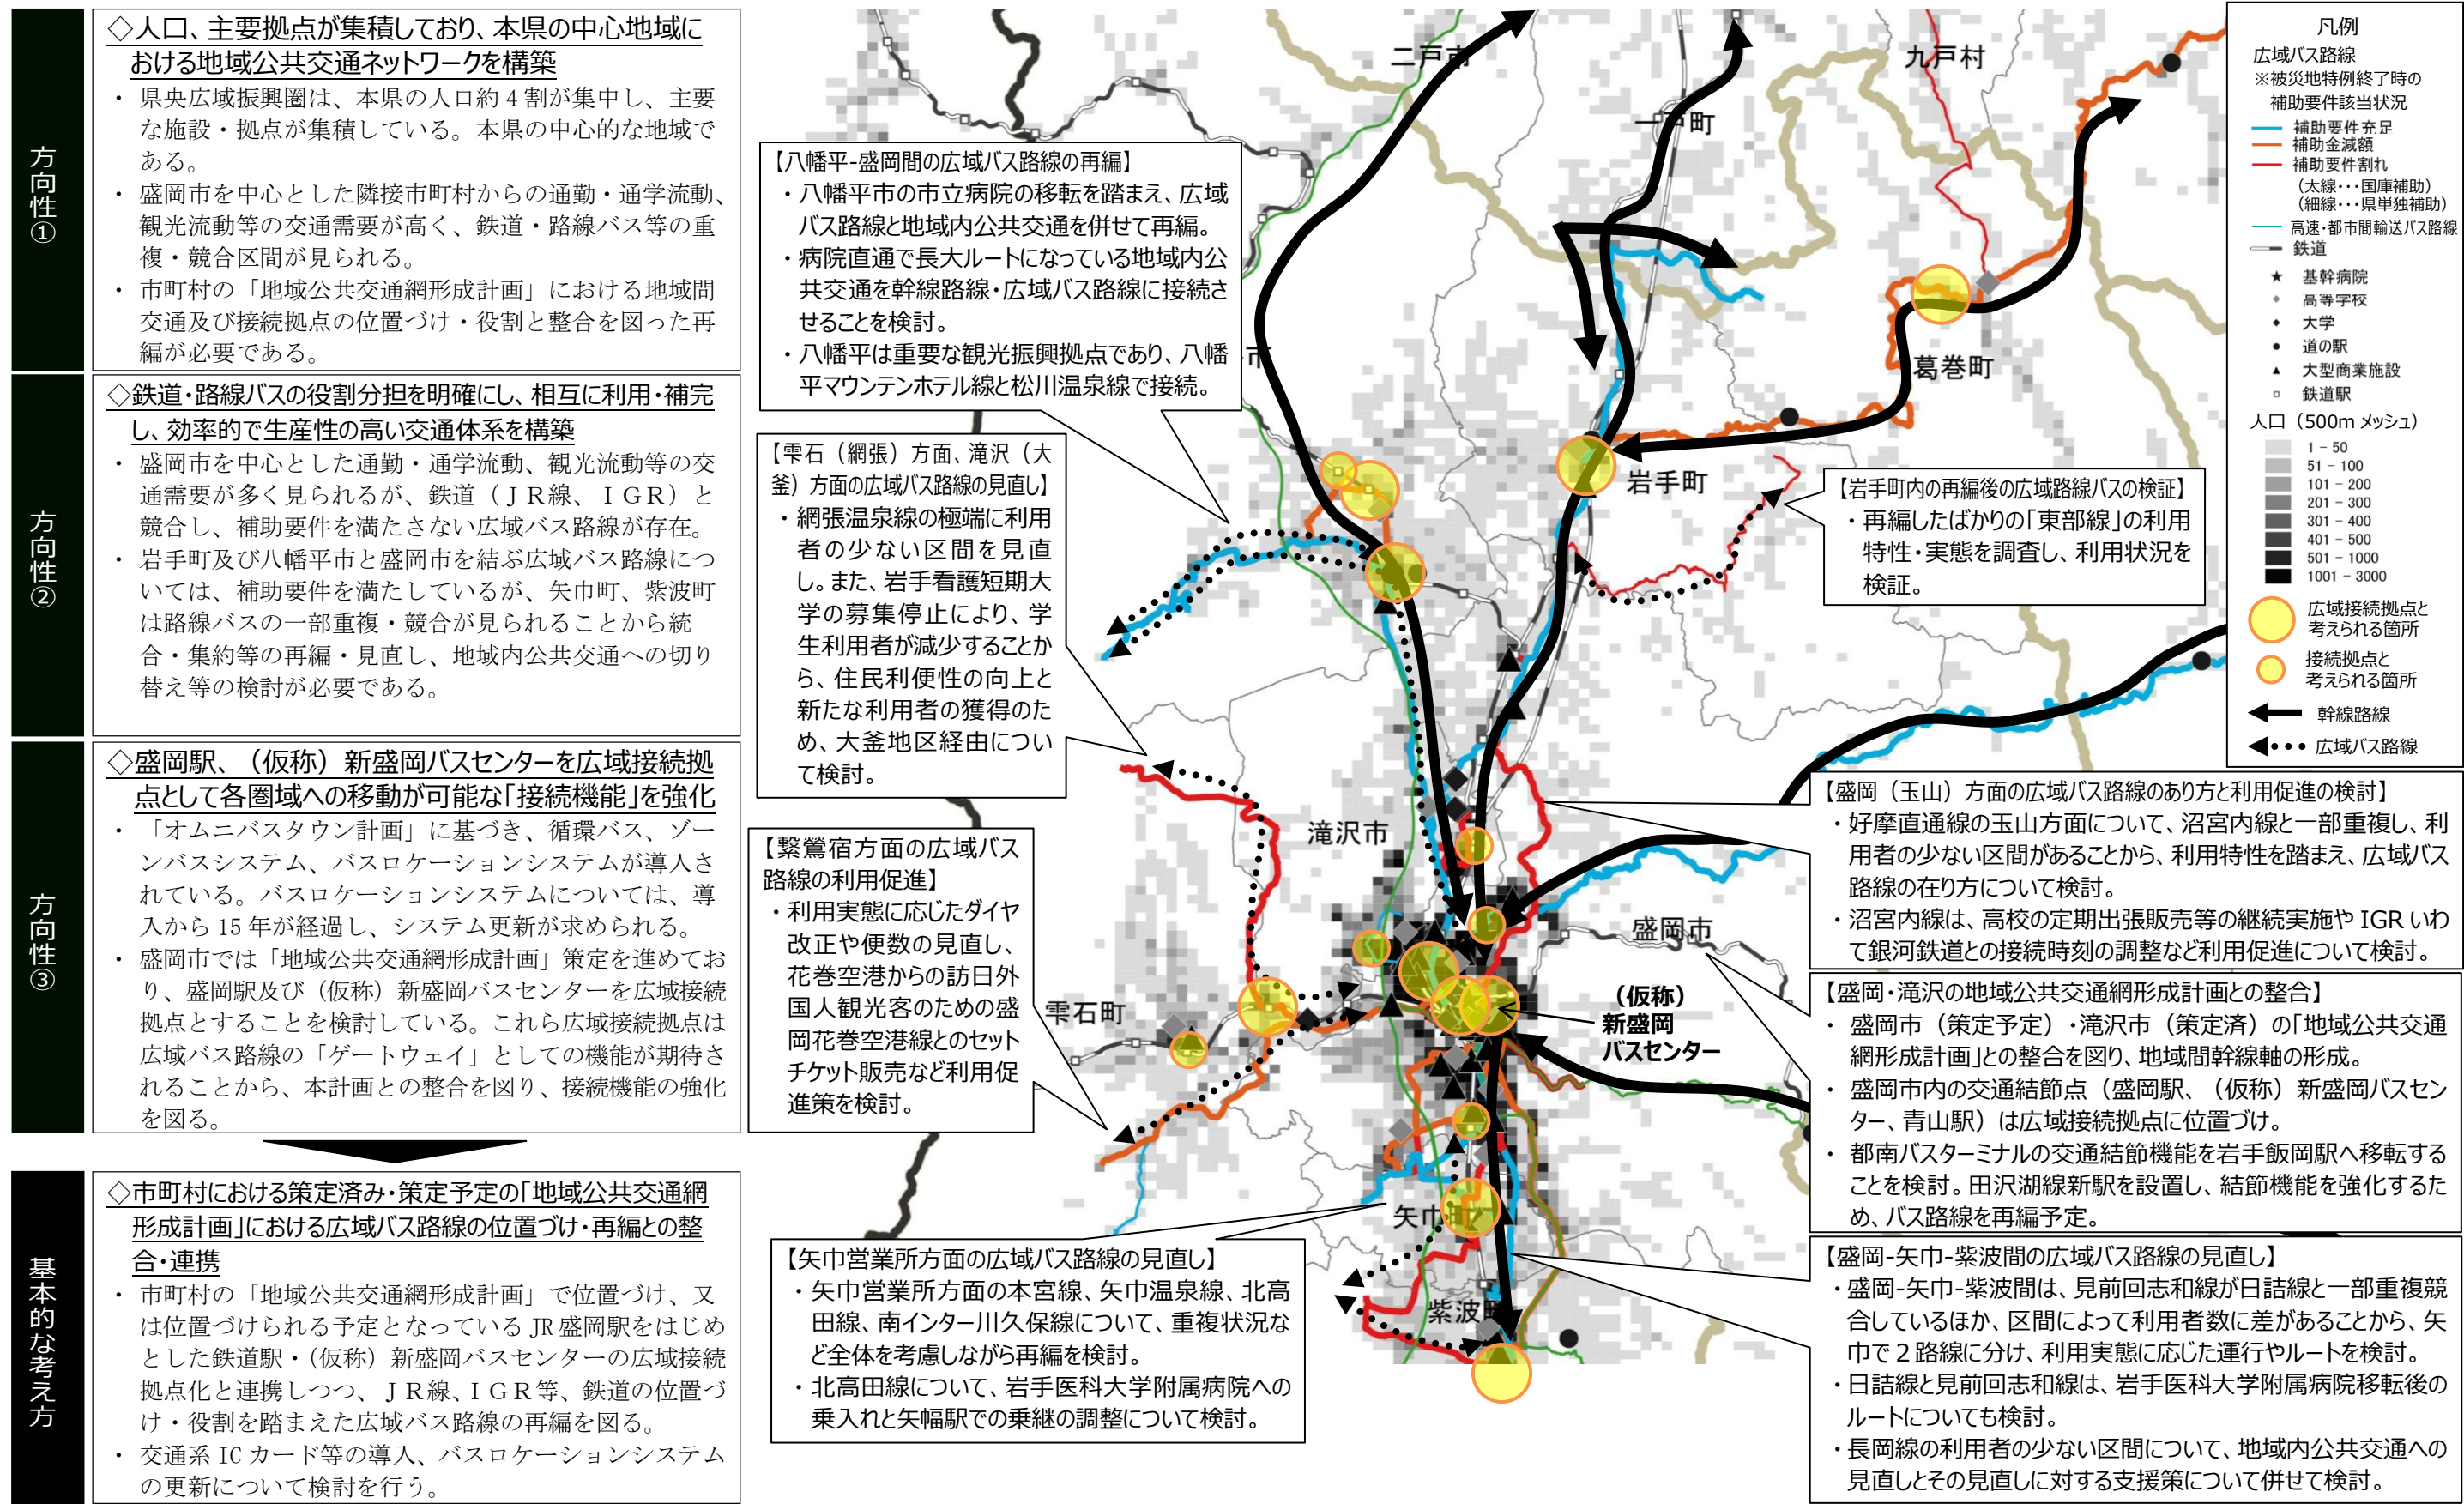 方向性①
◇人口、主要拠点が集積しており、本県の中心地域に
おける地域公共交通ネットワークを構築
・ 県央広域振興圏は、本県の人口約４割が集中し、主要
な施設・拠点が集積している。本県の中心的な地域で
ある。
・ 盛岡市を中心とした隣接市町村からの通勤・通学流動、
観光流動等の交通需要が高く、鉄道・路線バス等の重
複・競合区間が見られる。
・ 市町村の「地域公共交通網形成計画」における地域間
交通及び接続拠点の位置づけ・役割と整合を図った再
編が必要である。
方向性②
◇鉄道・路線バスの役割分担を明確にし、相互に利用・補完
し、効率的で生産性の高い交通体系を構築
・ 盛岡市を中心とした通勤・通学流動、観光流動等の交
通需要が多く見られるが、鉄道（ＪＲ線、ＩＧＲ）と
競合し、補助要件を満たさない広域バス路線が存在。
・ 岩手町及び八幡平市と盛岡市を結ぶ広域バス路線につ
いては、補助要件を満たしているが、矢巾町、紫波町
は路線バスの一部重複・競合が見られることから統
合・集約等の再編・見直し、地域内公共交通への切り
替え等の検討が必要である。
方向性③
◇盛岡駅、（仮称）新盛岡バスセンターを広域接続拠
点として各圏域への移動が可能な「接続機能」を強化
・ 「オムニバスタウン計画」に基づき、循環バス、ゾー
ンバスシステム、バスロケーションシステムが導入さ
れている。バスロケーションシステムについては、導
入から 15 年が経過し、システム更新が求められる。
・ 盛岡市では「地域公共交通網形成計画」策定を進めてお
り、盛岡駅及び（仮称）新盛岡バスセンターを広域接続
拠点とすることを検討している。これら広域接続拠点は
広域バス路線の「ゲートウェイ」としての機能が期待さ
れることから、本計画との整合を図り、接続機能の強化
を図る。
基本的な考え方
◇市町村における策定済み・策定予定の「地域公共交通網
形成計画」における広域バス路線の位置づけ・再編との整
合・連携
・ 市町村の「地域公共交通網形成計画」で位置づけ、又
は位置づけられる予定となっている JR 盛岡駅をはじめ
とした鉄道駅・（仮称）新盛岡バスセンターの広域接続
拠点化と連携しつつ、ＪＲ線、ＩＧＲ等、鉄道の位置づ
け・役割を踏まえた広域バス路線の再編を図る。
・ 交通系 IC カード等の導入、バスロケーションシステム
の更新について検討を行う。
【八幡平-盛岡間の広域バス路線の再編】
・八幡平市の市立病院の移転を踏まえ、広域
バス路線と地域内公共交通を併せて再編。
・病院直通で長大ルートになっている地域内公
共交通を幹線路線・広域バス路線に接続さ
せることを検討。
・八幡平は重要な観光振興拠点であり、八幡
平マウンテンホテル線と松川温泉線で接続。
【雫石（網張）方面、滝沢（大
釜）方面の広域バス路線の見直し】
・網張温泉線の極端に利用
者の少ない区間を見直
し。また、岩手看護短期大
学の募集停止により、学
生利用者が減少することか
ら、住民利便性の向上と
新たな利用者の獲得のた
め、大釜地区経由につい
て検討。
【繋鶯宿方面の広域バス
路線の利用促進】
・利用実態に応じたダイヤ
改正や便数の見直し、
花巻空港からの訪日外
国人観光客のための盛
岡花巻空港線とのセット
チケット販売など利用促
進策を検討。
【矢巾営業所方面の広域バス路線の見直し】
・矢巾営業所方面の本宮線、矢巾温泉線、北高
田線、南インター川久保線について、重複状況な
ど全体を考慮しながら再編を検討。
・北高田線について、岩手医科大学附属病院への
乗入れと矢幅駅での乗継の調整について検討。
二戸市
一戸町
九戸村
市
葛巻町
岩手町
滝沢市
盛岡市
雫石町
（仮称）
新盛岡
バスセンター
矢巾町
紫波町
【岩手町内の再編後の広域路線バスの検証】
・再編したばかりの「東部線」の利用
特性・実態を調査し、利用状況を
検証。
【盛岡（玉山）方面の広域バス路線のあり方と利用促進の検討】
・好摩直通線の玉山方面について、沼宮内線と一部重複し、利
用者の少ない区間があることから、利用特性を踏まえ、広域バス
路線の在り方について検討。
・沼宮内線は、高校の定期出張販売等の継続実施や IGR いわ
て銀河鉄道との接続時刻の調整など利用促進について検討。
【盛岡・滝沢の地域公共交通網形成計画との整合】
・ 盛岡市（策定予定）・滝沢市（策定済）の「地域公共交通
網形成計画」との整合を図り、地域間幹線軸の形成。
・ 盛岡市内の交通結節点（盛岡駅、（仮称）新盛岡バスセン
ター、青山駅）は広域接続拠点に位置づけ。
・ 都南バスターミナルの交通結節機能を岩手飯岡駅へ移転する
ことを検討。田沢湖線新駅を設置し、結節機能を強化するた
め、バス路線を再編予定。
【盛岡-矢巾-紫波間の広域バス路線の見直し】
・盛岡-矢巾-紫波間は、見前回志和線が日詰線と一部重複競
合しているほか、区間によって利用者数に差があることから、矢
巾で２路線に分け、利用実態に応じた運行やルートを検討。
・日詰線と見前回志和線は、岩手医科大学附属病院移転後の
ルートについても検討。
・長岡線の利用者の少ない区間について、地域内公共交通への
見直しとその見直しに対する支援策について併せて検討。
凡例
広域バス路線
※被災地特例終了時の
補助要件該当状況
補助要件充足
補助金減額
補助要件割れ
（太線・・・国庫補助）
（細線・・・県単独補助）
高速・都市間輸送バス路線
鉄道
基幹病院
高等学校
大学
道の駅
大型商業施設
鉄道駅
人口（500m メッシュ）
1 - 50
51 - 100
101 - 200
201 - 300
301 - 400
401 - 500
501 - 1000
1001 - 3000
広域接続拠点と
考えられる箇所
接続拠点と
考えられる箇所
幹線路線
広域バス路線